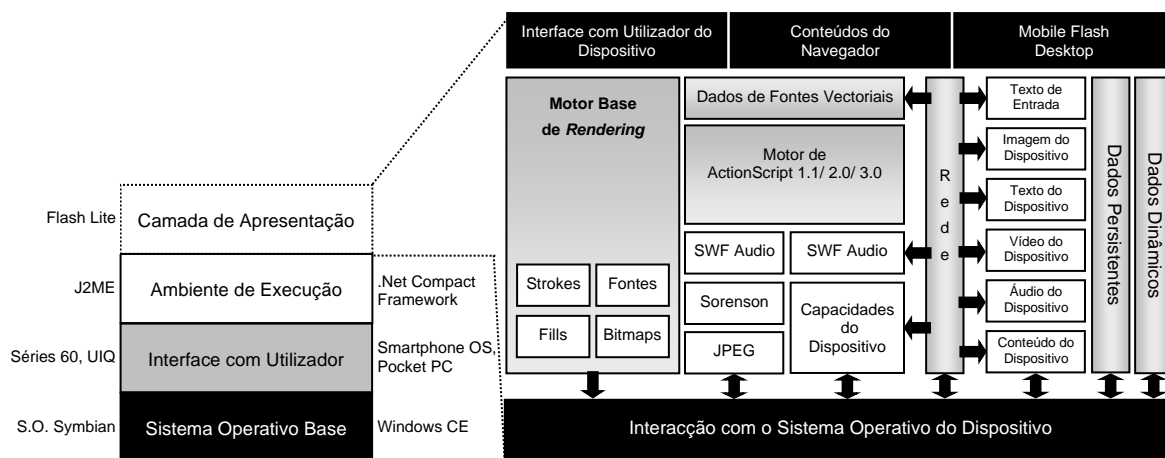 Interface com Utilizador do
Dispositivo
Conteúdos do
Navegador
Mobile Flash
Desktop
Motor Base
de Rendering
Strokes
Fontes
Fills
Bitmaps
Dados de Fontes Vectoriais
Motor de
ActionScript 1.1/ 2.0/ 3.0
SWF Audio
SWF Audio
Sorenson
JPEG
Capacidades
do
Dispositivo
Rede
Texto de
Entrada
Imagem do
Dispositivo
Texto do
Dispositivo
Vídeo do
Dispositivo
Áudio do
Dispositivo
Conteúdo do
Dispositivo
Dados Persistentes
Dados Dinâmicos
Interacção com o Sistema Operativo do Dispositivo
Flash Lite
Camada de Apresentação
J2ME
Ambiente de Execução
.Net Compact
Framework
Séries 60, UIQ
Interface com Utilizador
Smartphone OS,
Pocket PC
S.O. Symbian
Sistema Operativo Base
Windows CE